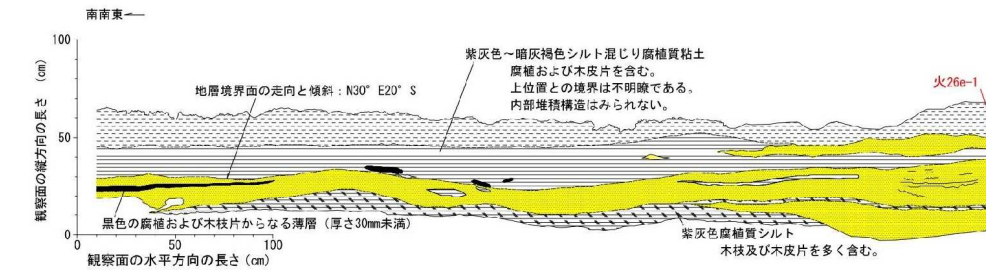 南南東←
100
50
0
観察面の縦方向の長さ (cm)
紫灰色～暗灰褐色シルト混じり腐植質粘土
腐植および木皮片を含む。
上位置との境界は不明瞭である。
内部堆積構造はみられない。
火26e-1
地層境界面の走向と傾斜：N30°E20°S
黒色の腐植および木枝片からなる薄層（厚さ30mm未満）
紫灰色腐植質シルト
木枝及び木皮片を多く含む。
0 50 100
観察面の水平方向の長さ (cm)